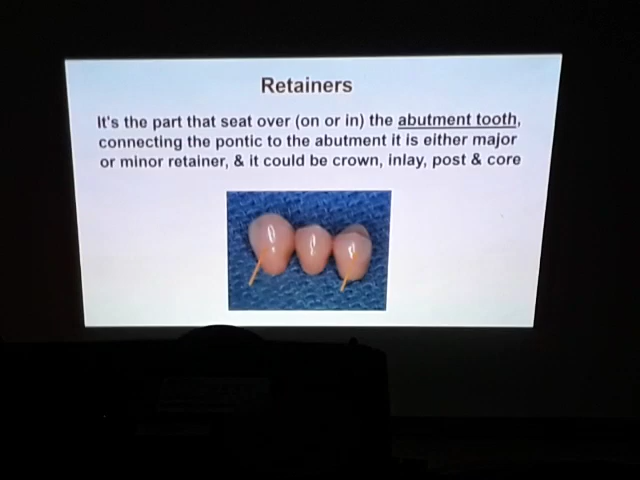 Retainers
It's the part that seat over (on or in) the abutment tooth,
connecting the pontic to the abutment it is either major
or minor retainer, & it could be crown, inlay, post & core